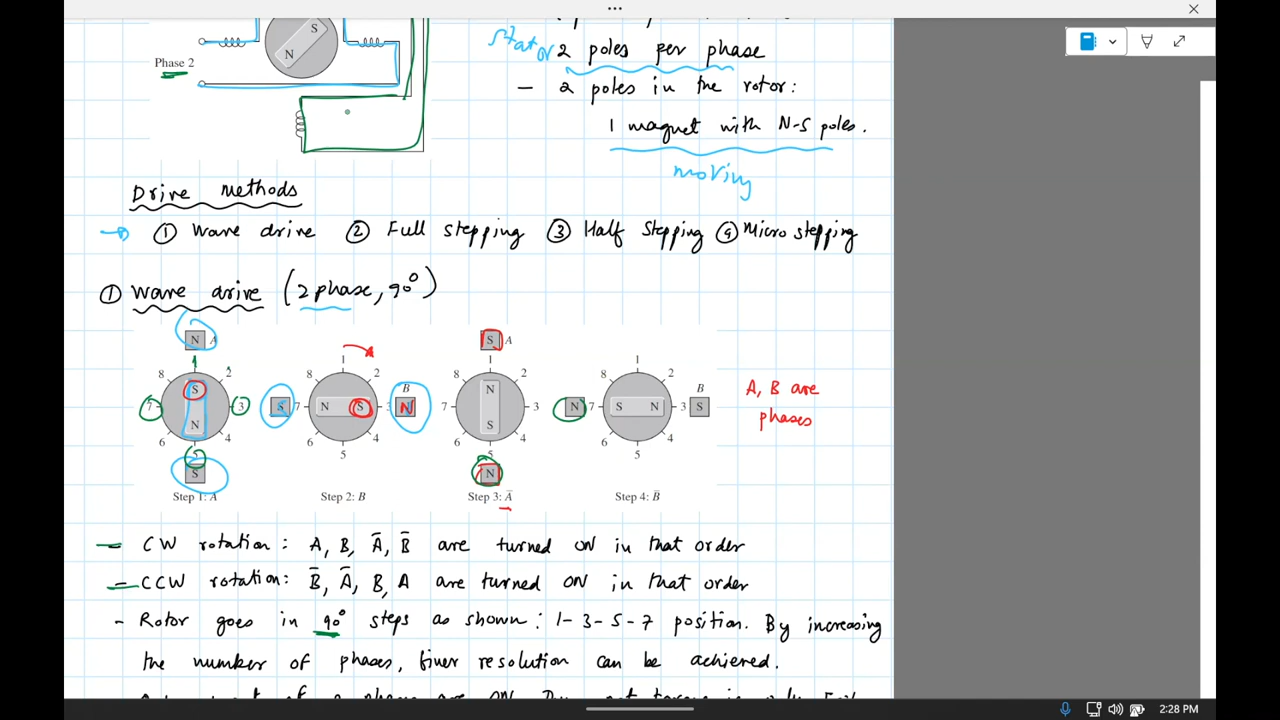 S
N
Phase 2
Stator
2 poles per phase
- 2 poles in the rotor:
1 magnet with N-S poles.
moving
Drive methods
→ ① Wave drive ② Full stepping ③ Half stepping ④ Micro stepping
① Wave drive (2 phase, 90°)
N A
1
8 2
S
7 3
N
6 4
5
S
Step 1: A
1
8 2
B
S 7 N S 3 N
6 4
5
Step 2: B
S A
1
8 2
N
7 3
S
6 4
5
N
Step 3: A̅
1
8 2
B
N 7 S N 3 S
6 4
5
Step 4: B̅
A, B are
phases
- CW rotation: A, B, A̅, B̅ are turned ON in that order
- CCW rotation: B̅, A̅, B, A are turned ON in that order
- Rotor goes in 90° steps as shown: 1-3-5-7 position. By increasing
the number of phases, finer resolution can be achieved.
2:28 PM